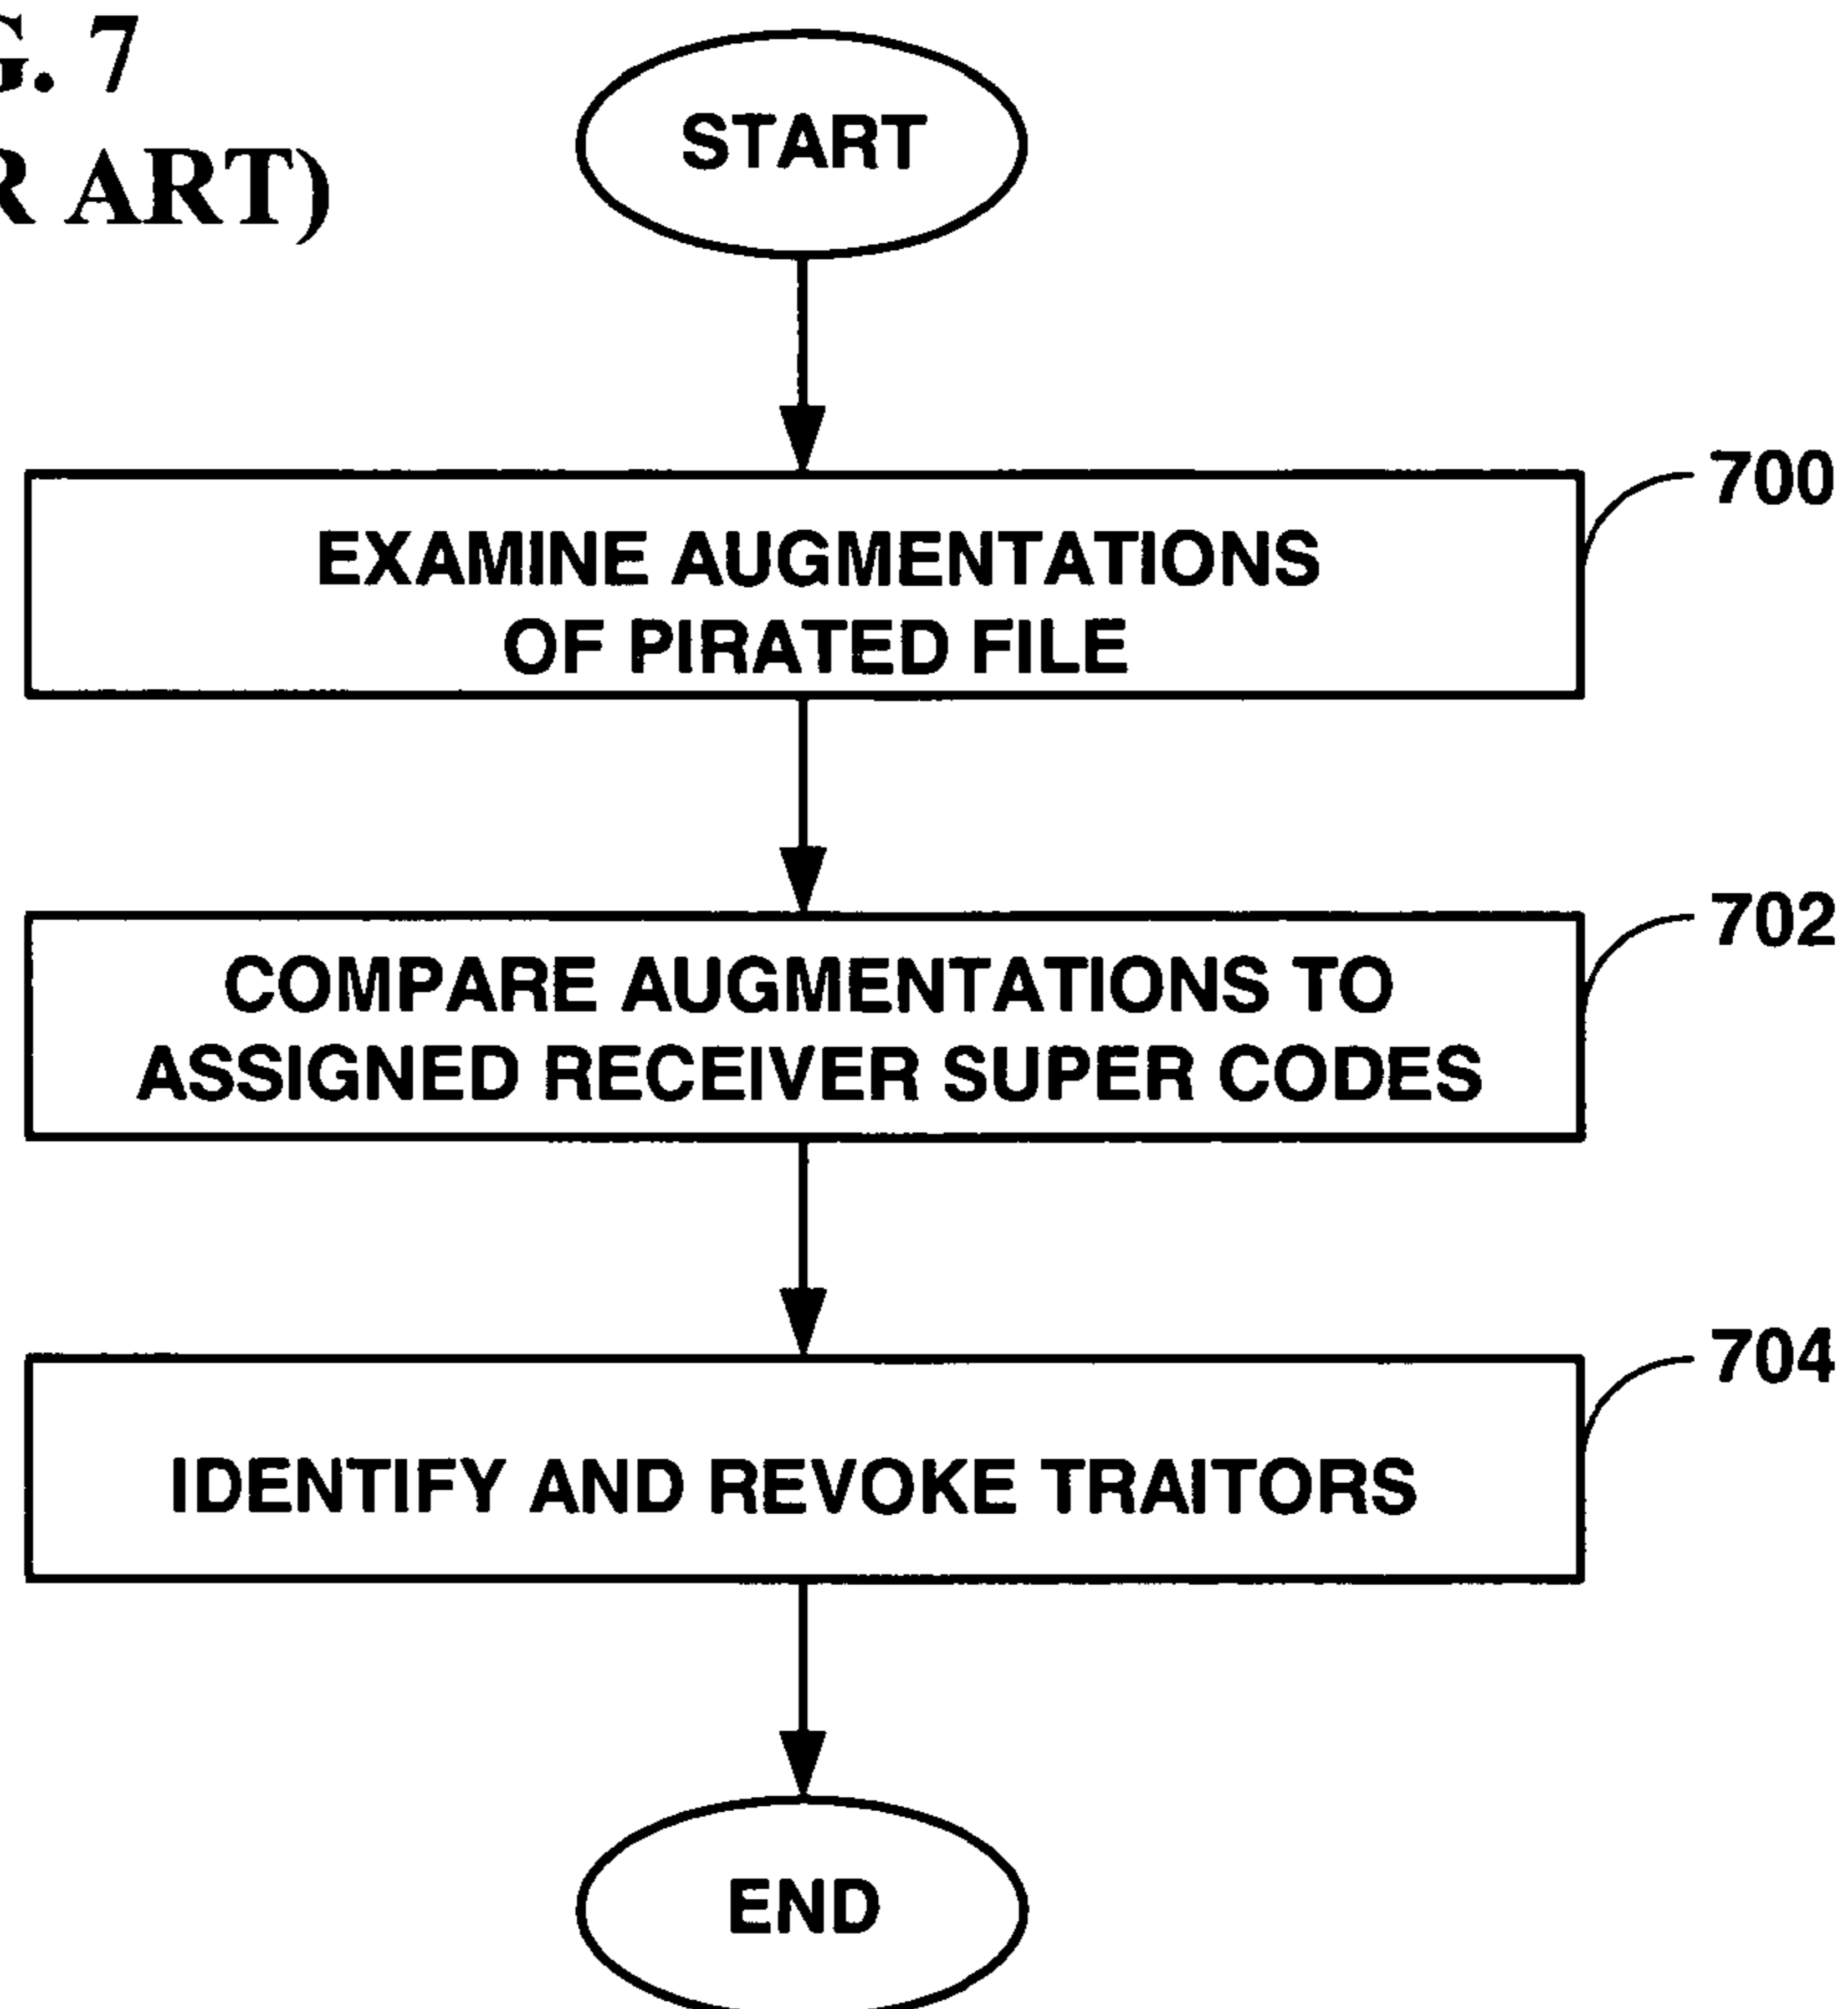 G. 7
R ART)
START
700
EXAMINE AUGMENTATIONS
OF PIRATED FILE
702
COMPARE AUGMENTATIONS TO
ASSIGNED RECEIVER SUPER CODES
704
IDENTIFY AND REVOKE TRAITORS
END